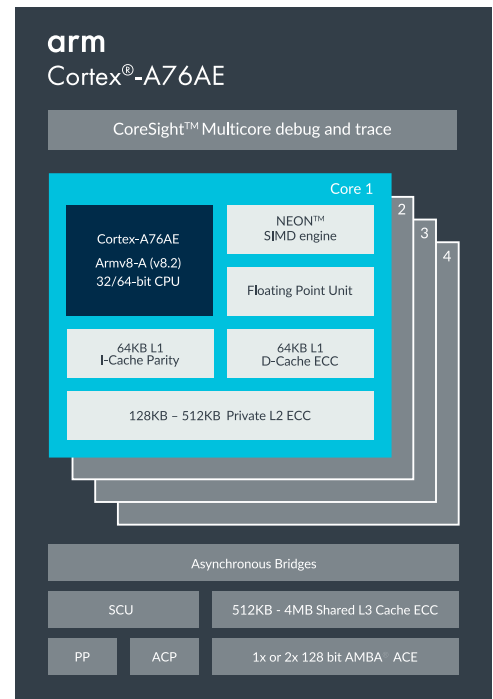 arm
Cortex®-A76AE
CoreSight™ Multicore debug and trace
Core 1
2
3
4
Cortex-A76AE
Armv8-A (v8.2)
32/64-bit CPU
NEON™
SIMD engine
Floating Point Unit
64KB L1
I-Cache Parity
64KB L1
D-Cache ECC
128KB – 512KB Private L2 ECC
Asynchronous Bridges
SCU
512KB - 4MB Shared L3 Cache ECC
PP
ACP
1x or 2x 128 bit AMBA® ACE